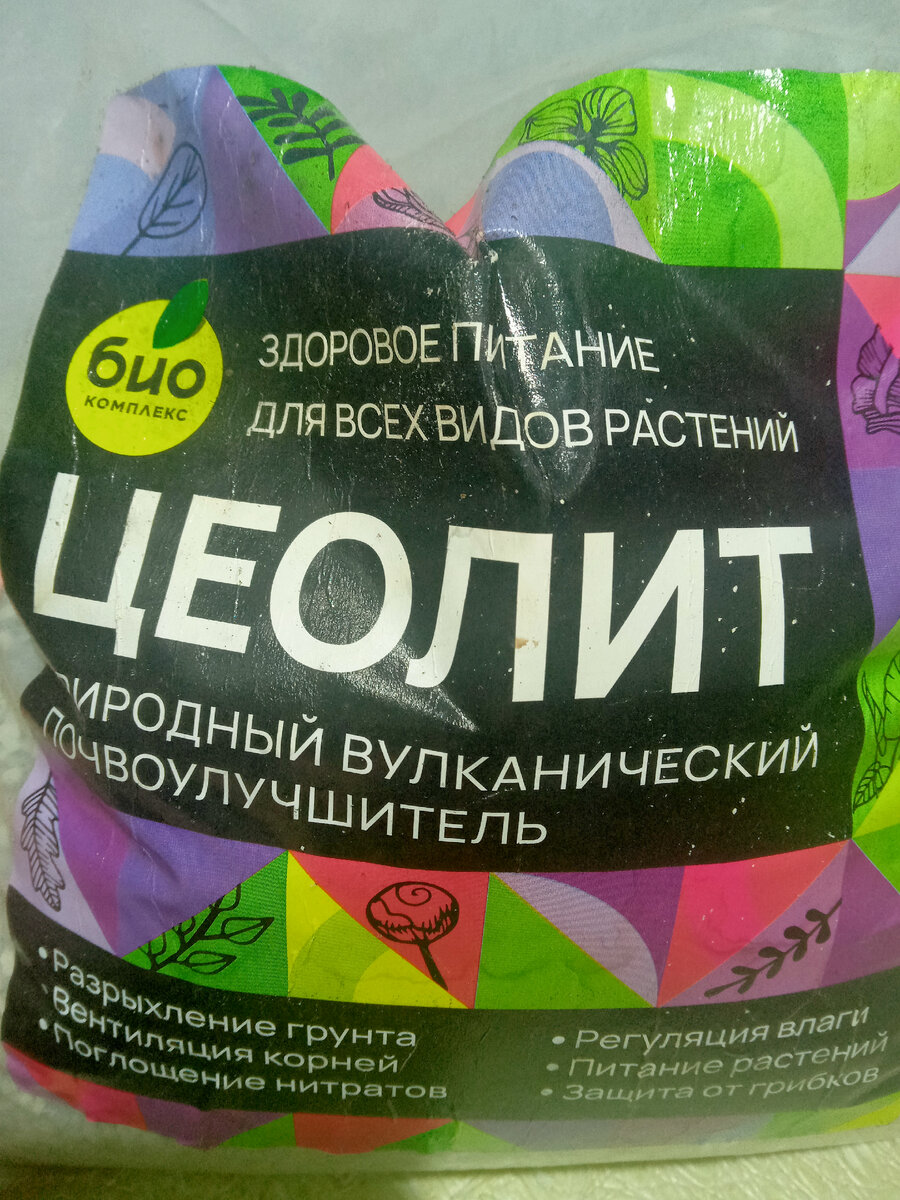 био
КОМПЛЕКС
ЗДОРОВОЕ ПИТАНИЕ
ДЛЯ ВСЕХ ВИДОВ РАСТЕНИЙ
ЦЕОЛИТ
РИРОДНЫЙ ВУЛКАНИЧЕСКИЙ
ПОЧВОУЛУЧШИТЕЛЬ
• Разрыхление грунта
• Вентиляция корней
• Поглощение нитратов
• Регуляция влаги
• Питание растений
• Защита от грибков